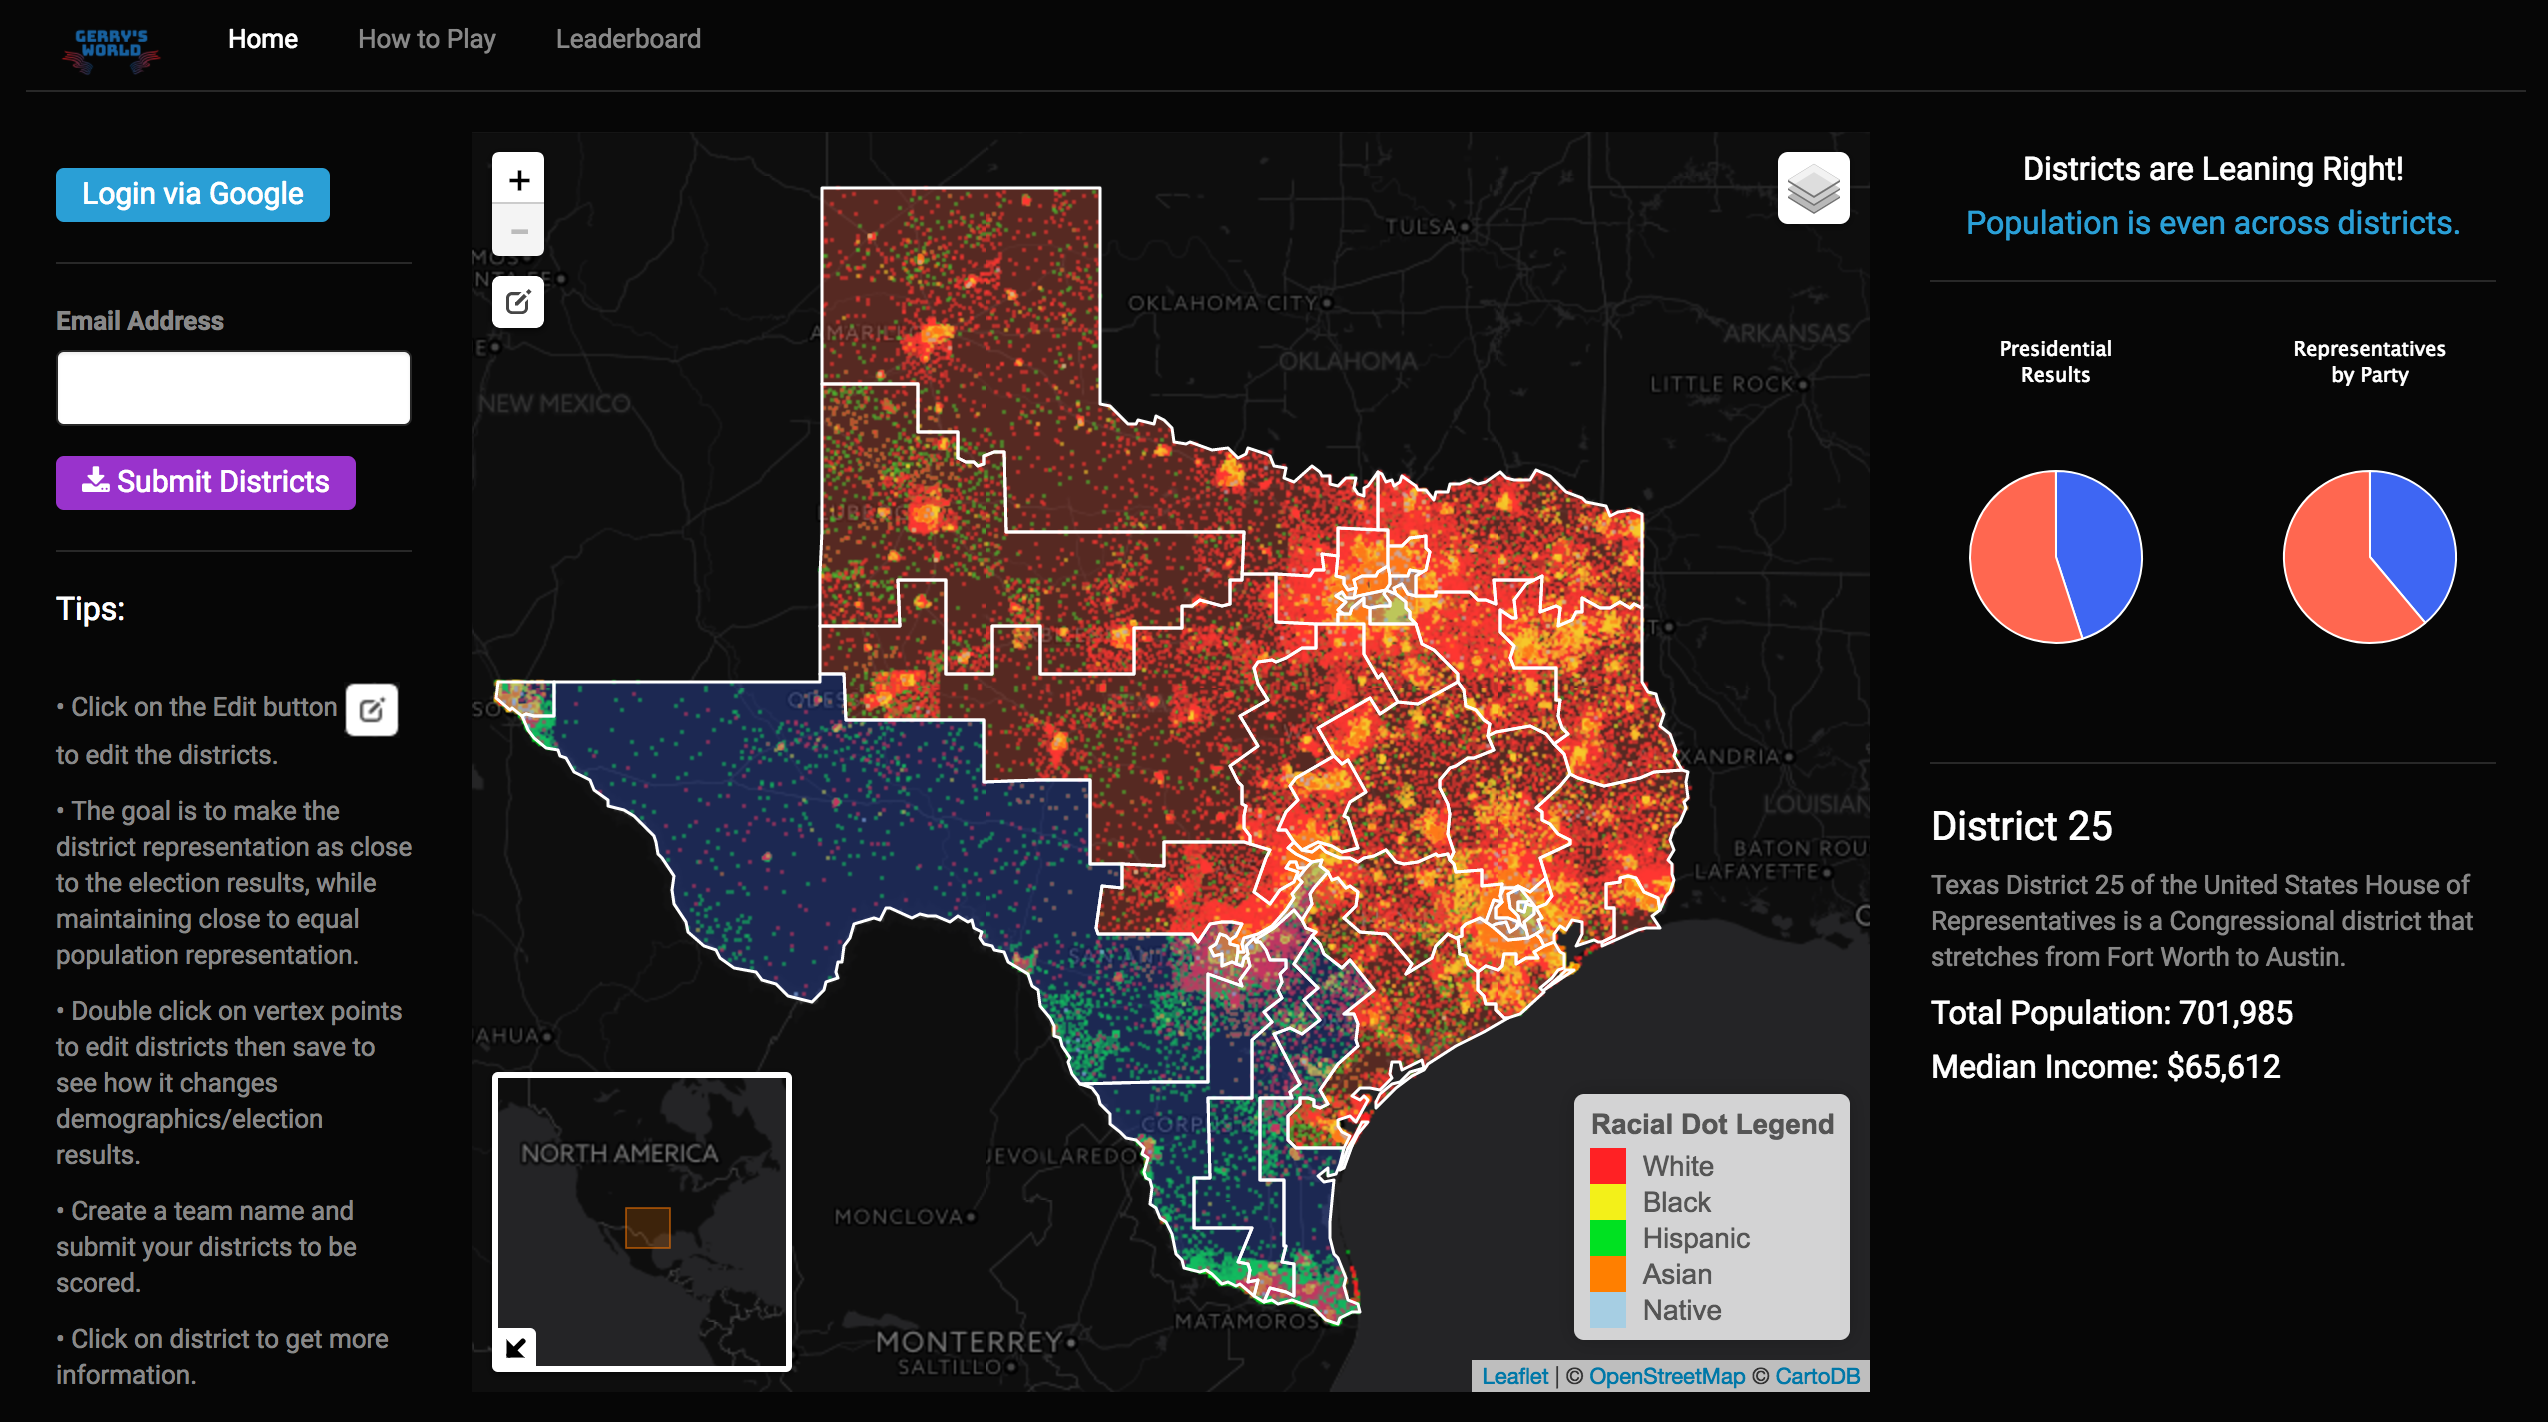 GERRY'S
WORLD
Home
How to Play
Leaderboard
Login via Google
Email Address
Submit Districts
Tips:
• Click on the Edit button
to edit the districts.
• The goal is to make the
district representation as close
to the election results, while
maintaining close to equal
population representation.
• Double click on vertex points
to edit districts then save to
see how it changes
demographics/election
results.
• Create a team name and
submit your districts to be
scored.
• Click on district to get more
information.
+
−
TULSA
OKLAHOMA CITY
OKLAHOMA
ARKANSAS
LITTLE ROCK
NEW MEXICO
XANDRIA
LOUISIAN
BATON ROU
LAFAYETTE
AHUA
JEVO LAREDO
MONCLOVA
MONTERREY
SALTILLO
MATAMOROS
NORTH AMERICA
Racial Dot Legend
White
Black
Hispanic
Asian
Native
Leaflet | © OpenStreetMap © CartoDB
Districts are Leaning Right!
Population is even across districts.
Presidential
Results
Representatives
by Party
District 25
Texas District 25 of the United States House of
Representatives is a Congressional district that
stretches from Fort Worth to Austin.
Total Population: 701,985
Median Income: $65,612